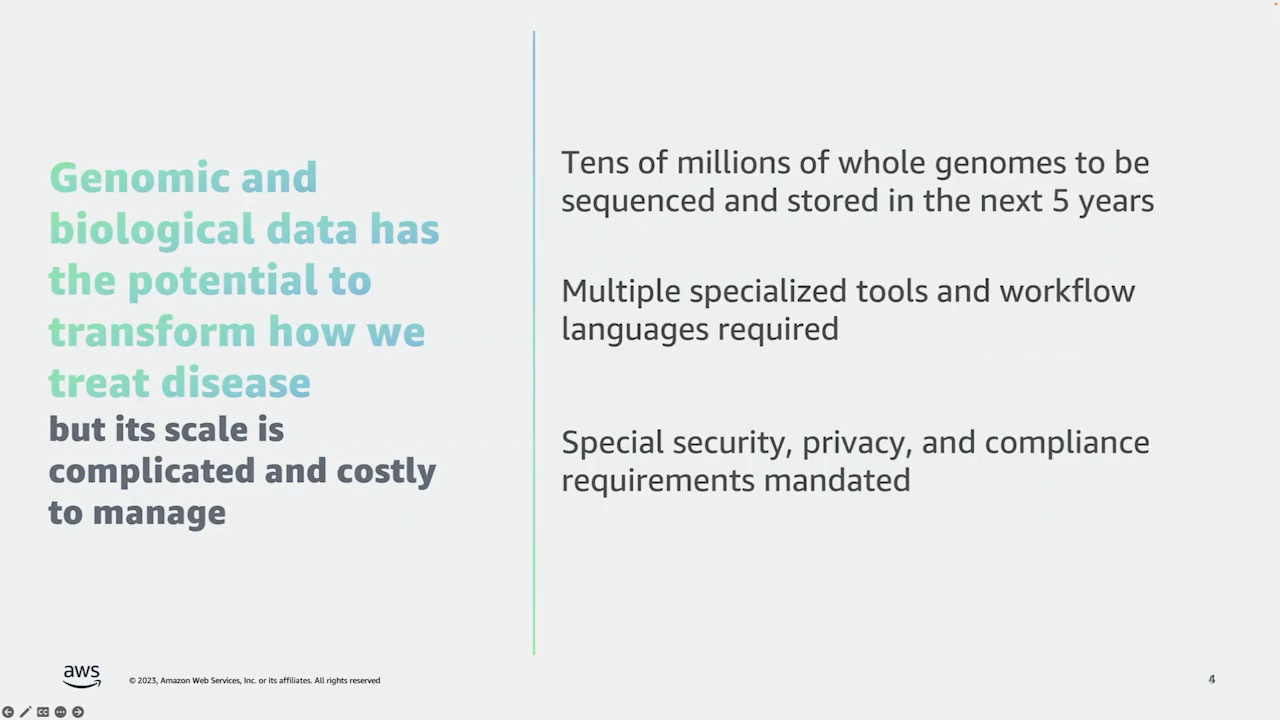 Genomic and
biological data has
the potential to
transform how we
treat disease
but its scale is
complicated and costly
to manage
Tens of millions of whole genomes to be
sequenced and stored in the next 5 years
Multiple specialized tools and workflow
languages required
Special security, privacy, and compliance
requirements mandated
aws
© 2023, Amazon Web Services, Inc. or its affiliates. All rights reserved
4
CC